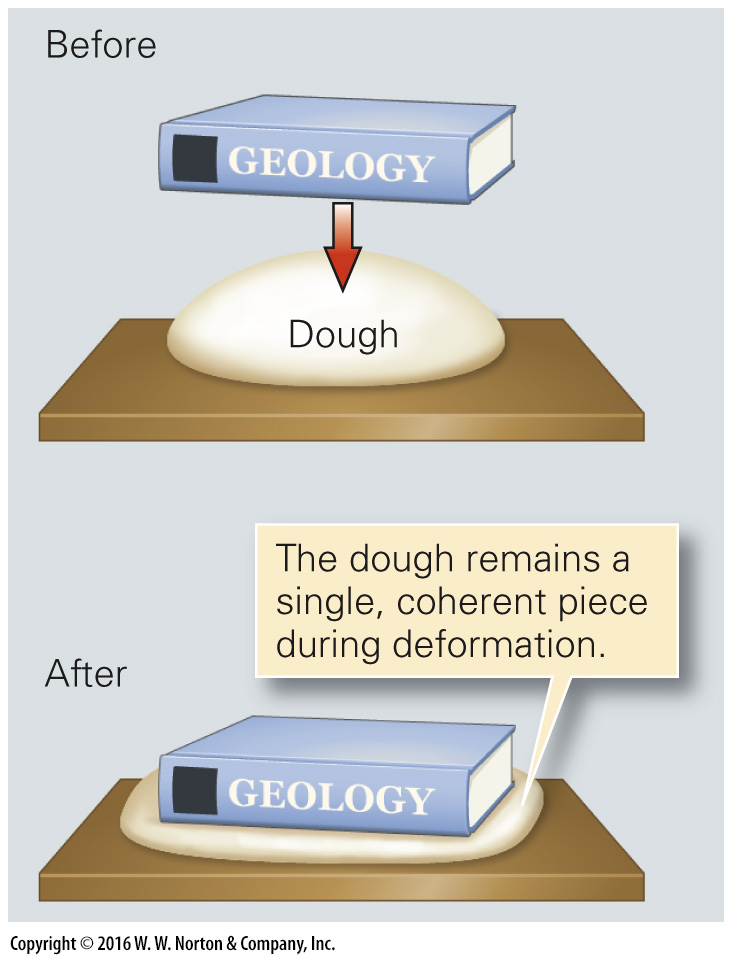 Before
GEOLOGY
Dough
The dough remains a
single, coherent piece
during deformation.
After
GEOLOGY
Copyright © 2016 W. W. Norton & Company, Inc.